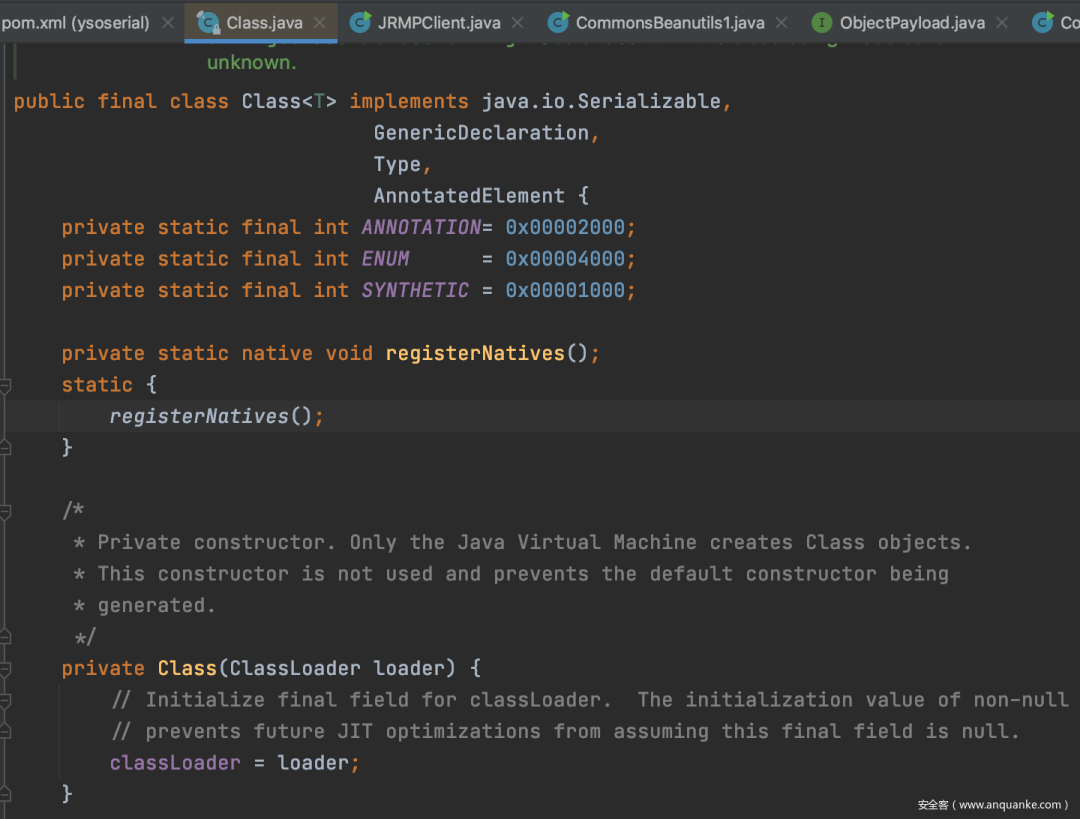 pom.xml (ysoserial) Class.java JRMPClient.java CommonsBeanutils1.java ObjectPayload.java Co
unknown.
public final class Class<T> implements java.io.Serializable,
GenericDeclaration,
Type,
AnnotatedElement {
private static final int ANNOTATION= 0x00002000;
private static final int ENUM      = 0x00004000;
private static final int SYNTHETIC = 0x00001000;
private static native void registerNatives();
static {
registerNatives();
}
/*
* Private constructor. Only the Java Virtual Machine creates Class objects.
* This constructor is not used and prevents the default constructor being
* generated.
*/
private Class(ClassLoader loader) {
// Initialize final field for classLoader.  The initialization value of non-null
// prevents future JIT optimizations from assuming this final field is null.
classLoader = loader;
}
安全客（www.anquanke.com）